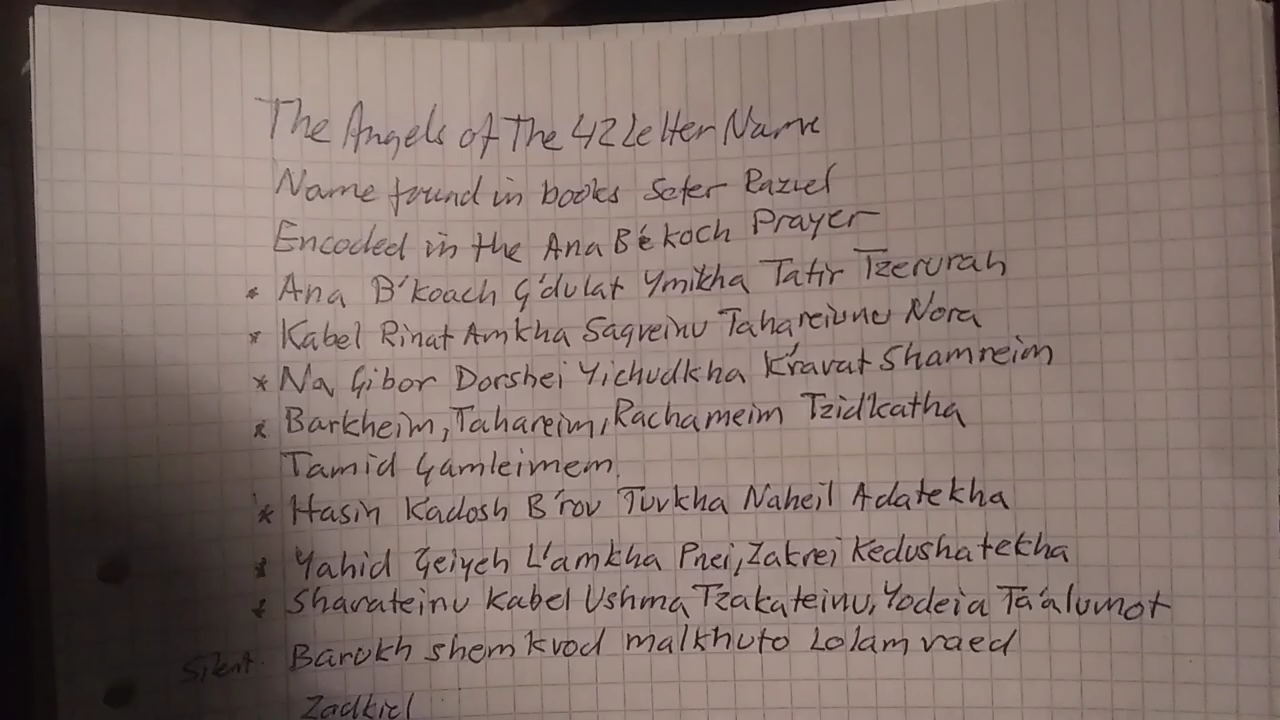 The Angels of The 42 Letter Name
Name found in books Sefer Raziel
Encoded in the Ana B'ekoch Prayer
* Ana B'koach G'dulat Ymikha Tatir Tzerurah
* Kabel Rinat Amkha Sagveinu Tahareiunu Nora
* Na, Gibor Dorshei Yichudkha K'ravat Shamreim
* Barkheim, Tahareim, Rachameim Tzidkatha
Tamid Gamleimem
* Hasin Kadosh B'rov Tuvkha Naheil Adatekha
* Yahid Geiyeh L'amkha Pnei, Zakrei Kedushatekha
* Shavateinu Kabel Ushma, Tzakateinu, Yodeia Ta'alumot
Silent Barukh shem kvod malkhuto Lolam vaed
Zadkiel